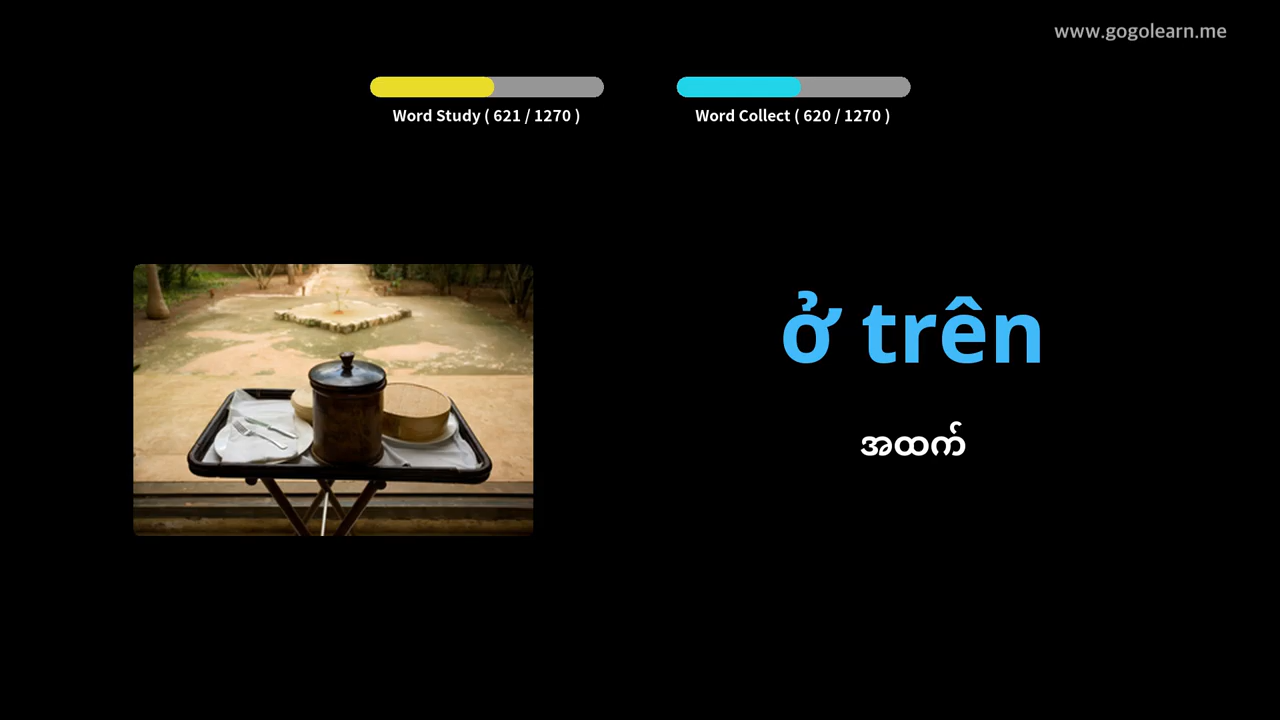 www.gogolearn.me
Word Study ( 621 / 1270 )
Word Collect ( 620 / 1270 )
ở trên
အထက်